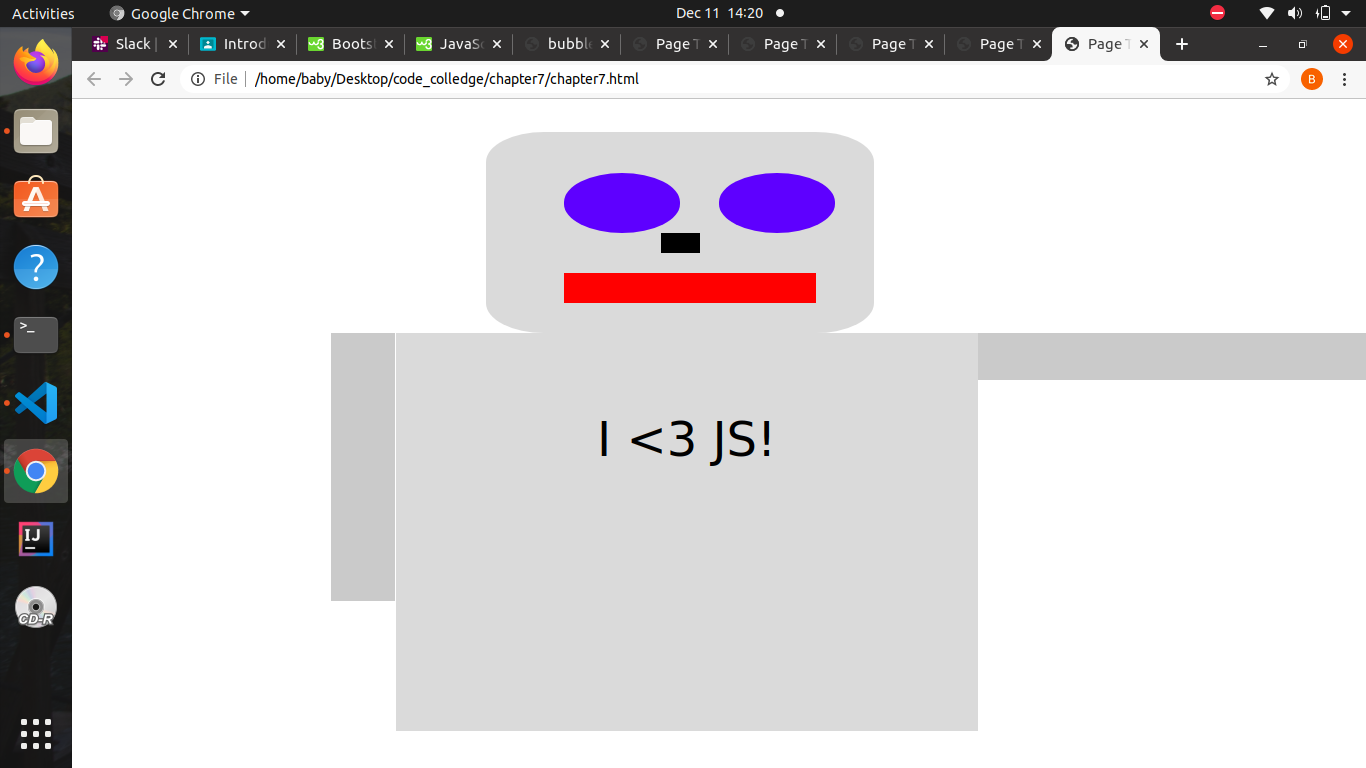 Activities
Google Chrome
Dec 11 14:20
Slack |
Introd
Boots
JavaSc
bubble
Page T
Page T
Page T
Page T
Page T
File
/home/baby/Desktop/code_colledge/chapter7/chapter7.html
B
I <3 JS!
>_
IJ
CD-R